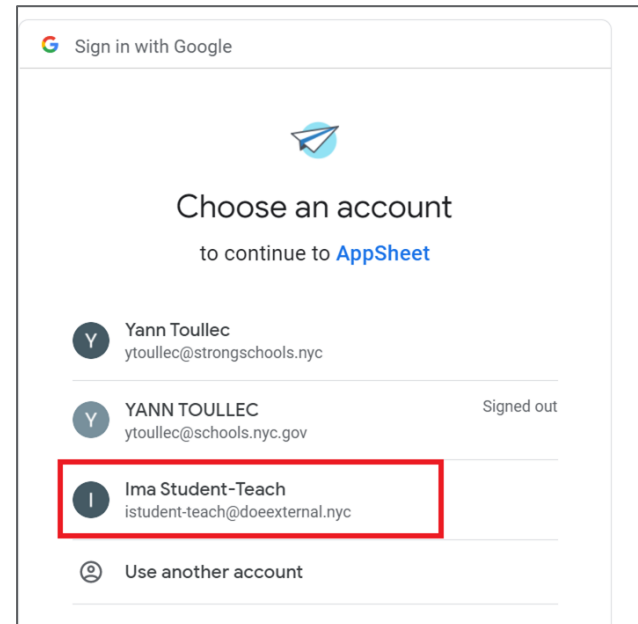 Sign in with Google
Choose an account
to continue to AppSheet
Y
Yann Toullec
ytoullec@strongschools.nyc
Y
YANN TOULLEC
Signed out
ytoullec@schools.nyc.gov
I
Ima Student-Teach
istudent-teach@doeexternal.nyc
Use another account